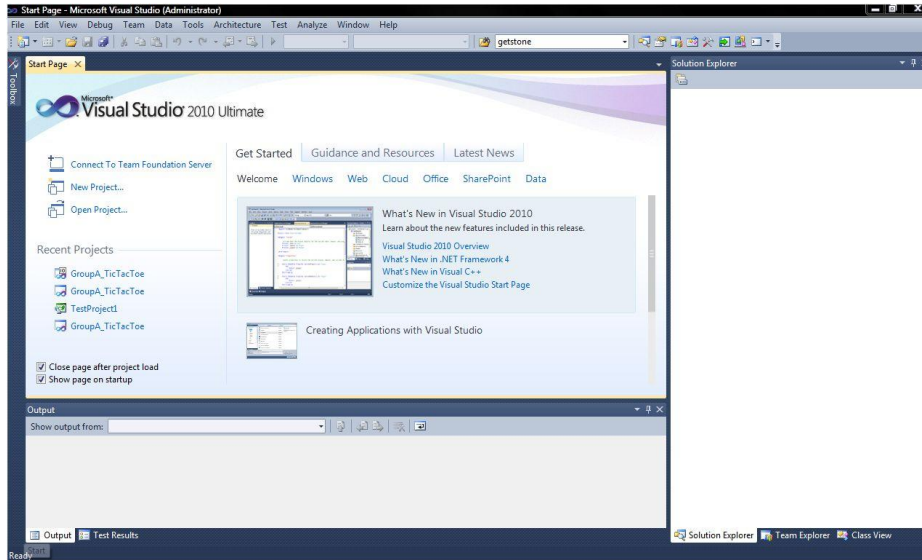 Start Page - Microsoft Visual Studio (Administrator)
File Edit View Debug Team Data Tools Architecture Test Analyze Window Help
getstone
Toolbox
Start Page
Microsoft
Visual Studio 2010 Ultimate
Connect To Team Foundation Server
New Project...
Open Project...
Recent Projects
GroupA_TicTacToe
GroupA_TicTacToe
TestProject1
GroupA_TicTacToe
Close page after project load
Show page on startup
Get Started Guidance and Resources Latest News
Welcome Windows Web Cloud Office SharePoint Data
What's New in Visual Studio 2010
Learn about the new features included in this release.
Visual Studio 2010 Overview
What's New in .NET Framework 4
What's New in Visual C++
Customize the Visual Studio Start Page
Creating Applications with Visual Studio
Output
Show output from:
Output Test Results
Solution Explorer
Solution Explorer Team Explorer Class View
Ready
Start